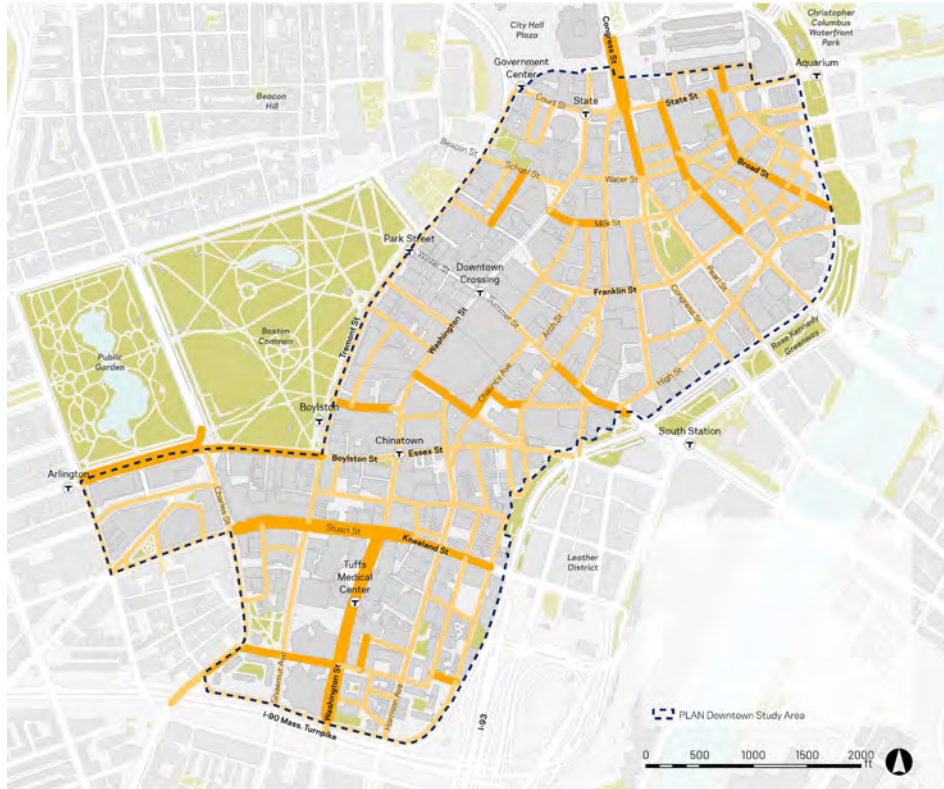 City Hall
Plaza
Congress St
Christopher
Columbus
Waterfront
Park
Government
Center
Aquarium
Beacon
Hill
Court St
State
State St
Beacon St
School St
Water St
Broad St
Milk St
Park Street
Winter St
Downtown
Crossing
Franklin St
Pearl St
Congress St
Summer St
Arch St
Washington St
Tremont St
Boston
Common
Public
Garden
Rose Kennedy
Greenway
Chauncy Ave
High St
Boylston
Chinatown
South Station
Boylston St
Essex St
Arlington
Charles St
Stuart St
Kneeland St
Leather
District
Tufts
Medical
Center
Shawmut Ave
Washington St
Harrison Ave
I-90 Mass. Turnpike
I-93
PLAN Downtown Study Area
0 500 1000 1500 2000
ft